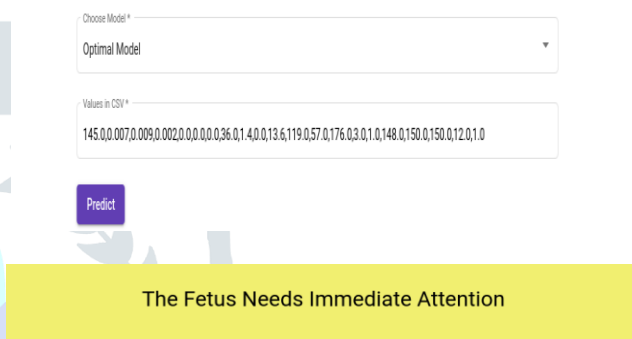 Choose Model *
Optimal Model
Values in CSV *
145.0,0.007,0.009,0.002,0.0,0.0,0.0,36.0,1.4,0.0,13.6,119.0,57.0,176.0,3.0,1.0,148.0,150.0,150.0,12.0,1.0
Predict
The Fetus Needs Immediate Attention